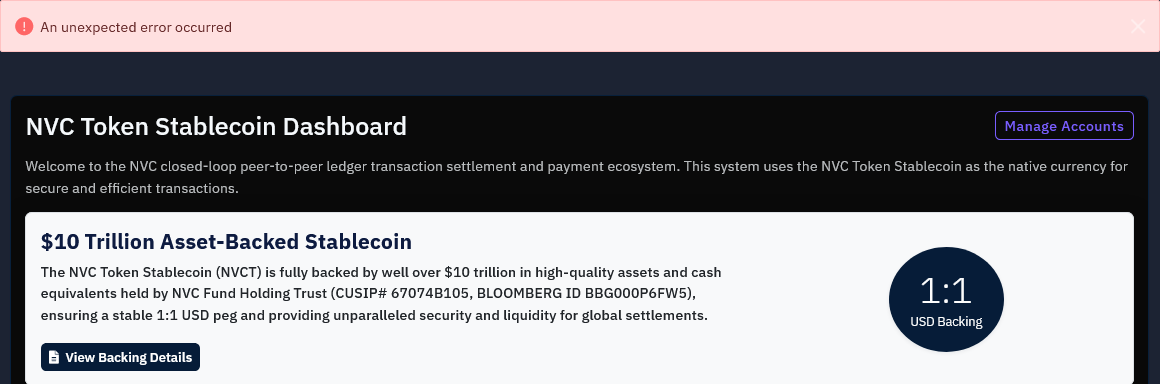 An unexpected error occurred
NVC Token Stablecoin Dashboard
Manage Accounts
Welcome to the NVC closed-loop peer-to-peer ledger transaction settlement and payment ecosystem. This system uses the NVC Token Stablecoin as the native currency for
secure and efficient transactions.
$10 Trillion Asset-Backed Stablecoin
The NVC Token Stablecoin (NVCT) is fully backed by well over $10 trillion in high-quality assets and cash
equivalents held by NVC Fund Holding Trust (CUSIP# 67074B105, BLOOMBERG ID BBG000P6FW5),
ensuring a stable 1:1 USD peg and providing unparalleled security and liquidity for global settlements.
1:1
USD Backing
View Backing Details